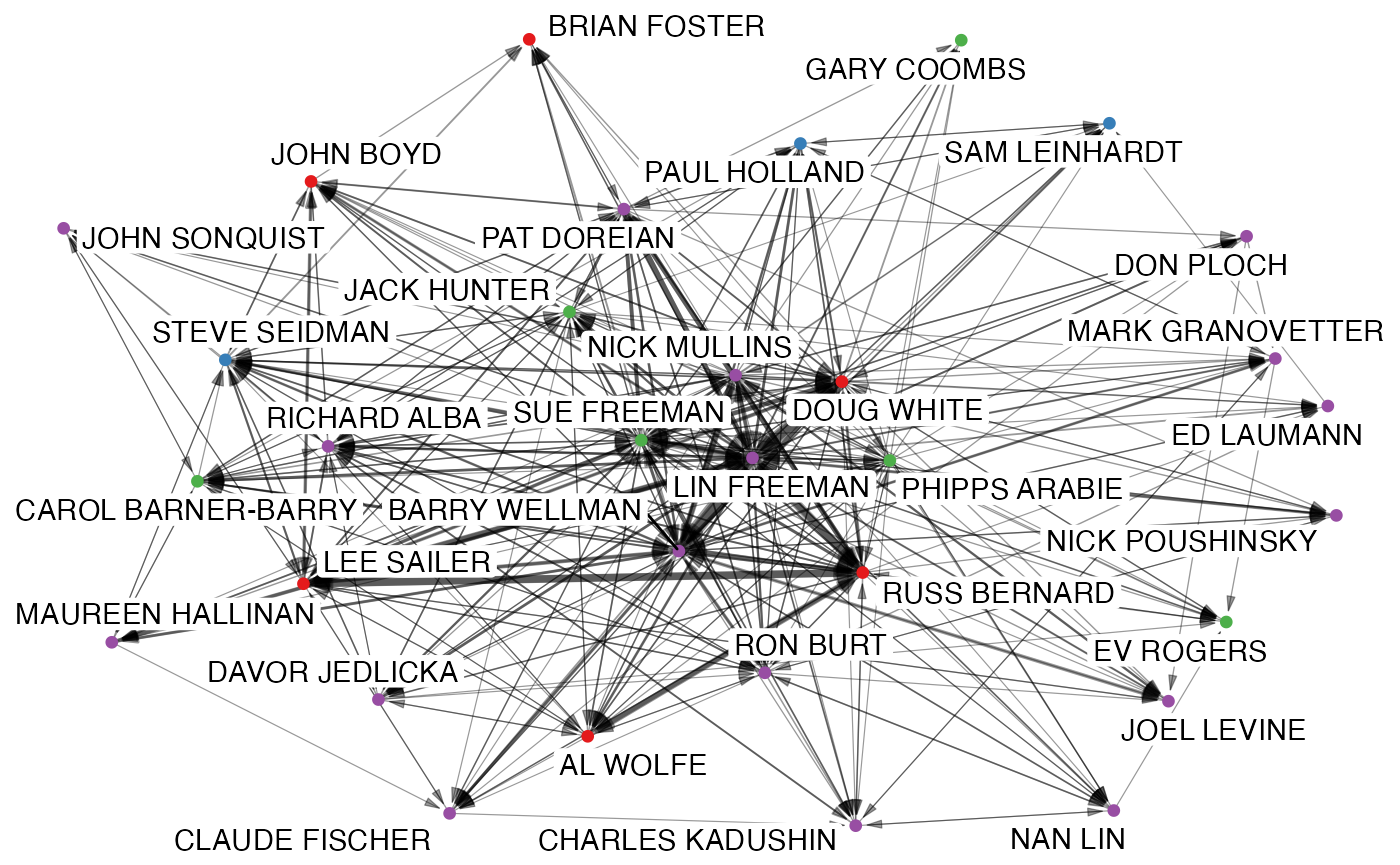 BRIAN FOSTER
GARY COOMBS
JOHN BOYD
PAUL HOLLAND
SAM LEINHARDT
JOHN SONQUIST
PAT DOREIAN
DON PLOCH
JACK HUNTER
STEVE SEIDMAN
NICK MULLINS
MARK GRANOVETTER
RICHARD ALBA
SUE FREEMAN
DOUG WHITE
ED LAUMANN
LIN FREEMAN
PHIPPS ARABIE
CAROL BARNER-BARRY
BARRY WELLMAN
NICK POUSHINSKY
LEE SAILER
RUSS BERNARD
MAUREEN HALLINAN
RON BURT
EV ROGERS
DAVOR JEDLICKA
JOEL LEVINE
AL WOLFE
CLAUDE FISCHER
CHARLES KADUSHIN
NAN LIN